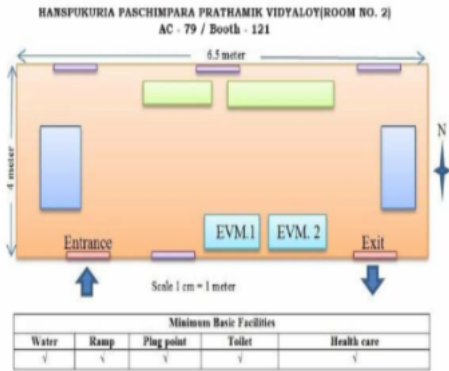 HANSPUKURIA PASCHIMPARA PRATHAMIK VIDYALOY(ROOM NO. 2)
AC - 79 / Booth - 121
6.5 meter
4 meter
N
EVM.1 EVM. 2
Entrance Exit
Scale 1 cm = 1 meter
Minimum Basic Facilities
Water Ramp Plug point Toilet Health care
√ √ √ √ √